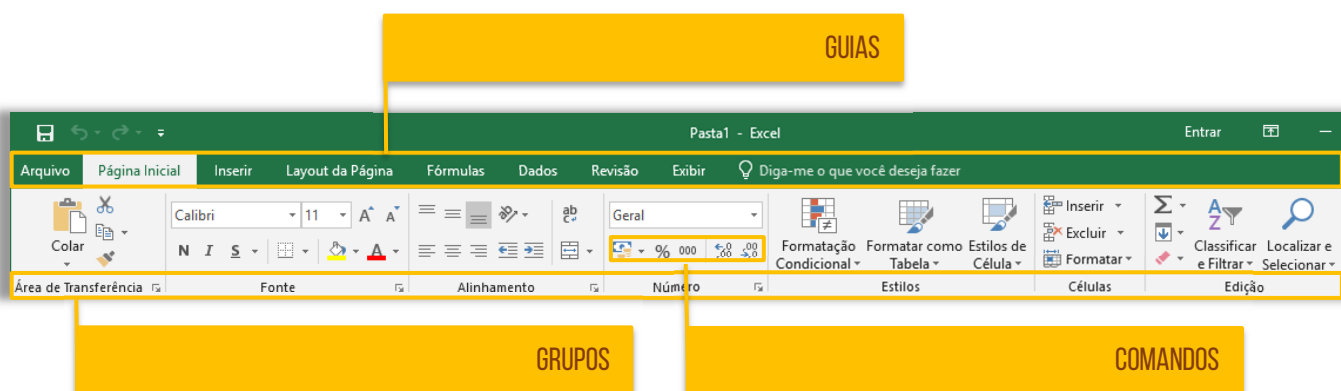 GUIAS
Pasta1 - Excel Entrar
Arquivo Página Inicial Inserir Layout da Página Fórmulas Dados Revisão Exibir Diga-me o que você deseja fazer
Calibri 11 A A ab Geral Inserir
Colar N I S A % 000 Formatação Formatar como Estilos de Excluir Classificar Localizar e
Condicional Tabela Célula Formatar e Filtrar Selecionar
Área de Transferência Fonte Alinhamento Número Estilos Células Edição
GRUPOS COMANDOS